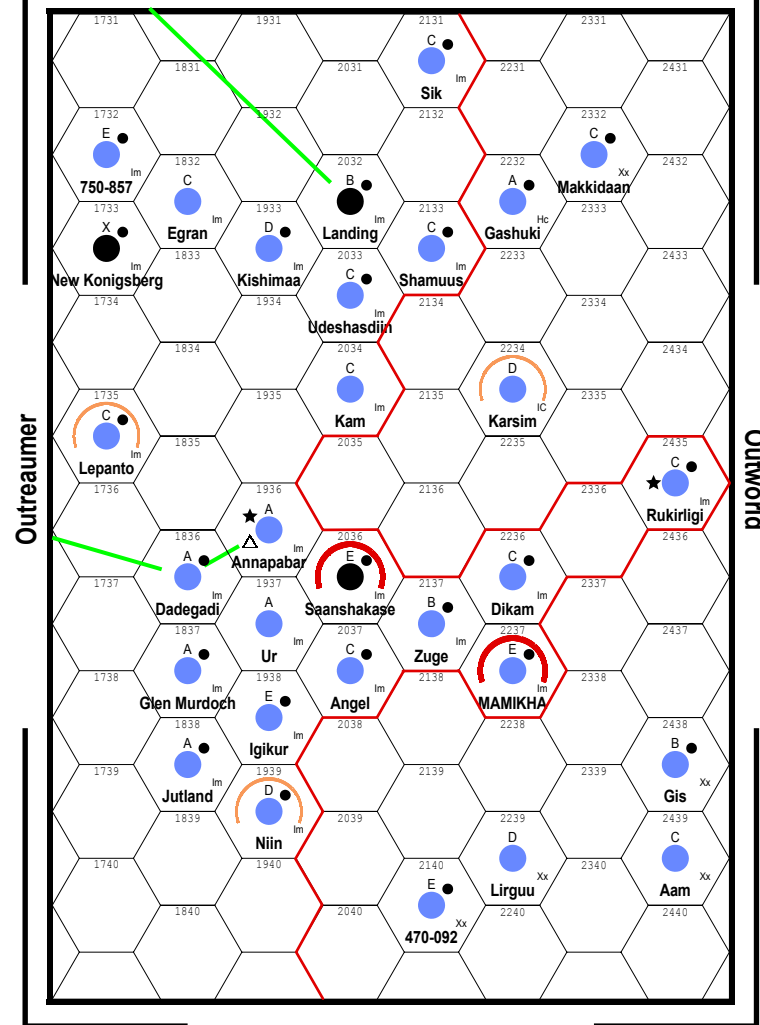 1731
1931
2131
C
Im
Sik
2331
1831
2031
2231
2431
1732
E
Im
750-857
1932
2132
2332
C
Xx
Makkidaan
1832
C
Im
Egran
2032
B
Im
Landing
2232
A
Hc
Gashuki
2432
1733
X
Im
New Konigsberg
1933
D
Im
Kishimaa
2133
C
Im
Shamuus
2333
1833
2033
C
Im
Udeshasdiin
2233
2433
1734
1934
2134
2334
1834
2034
C
Im
Kam
2234
D
IC
Karsim
2434
1735
C
Im
Lepanto
1935
2135
2335
1835
2035
2235
2435
C
Im
Rukirligi
Outreaumer
Outworld
1736
1936
A
Im
Annapabar
2136
2336
1836
A
Im
Dadegadi
2036
E
Im
Saanshakase
2236
C
Im
Dikam
2436
1737
1937
A
Im
Ur
2137
B
Im
Zuge
2337
1837
A
Im
Glen Murdoch
2037
C
Im
Angel
2237
E
Im
MAMIKHA
2437
1738
1938
E
Im
Igikur
2138
2338
1838
A
Im
Jutland
2038
2238
2438
B
Xx
Gis
1739
1939
D
Im
Niin
2139
2339
1839
2039
2239
D
Xx
Lirguu
2439
C
Xx
Aam
1740
1940
2140
E
Xx
470-092
2340
1840
2040
2240
2440